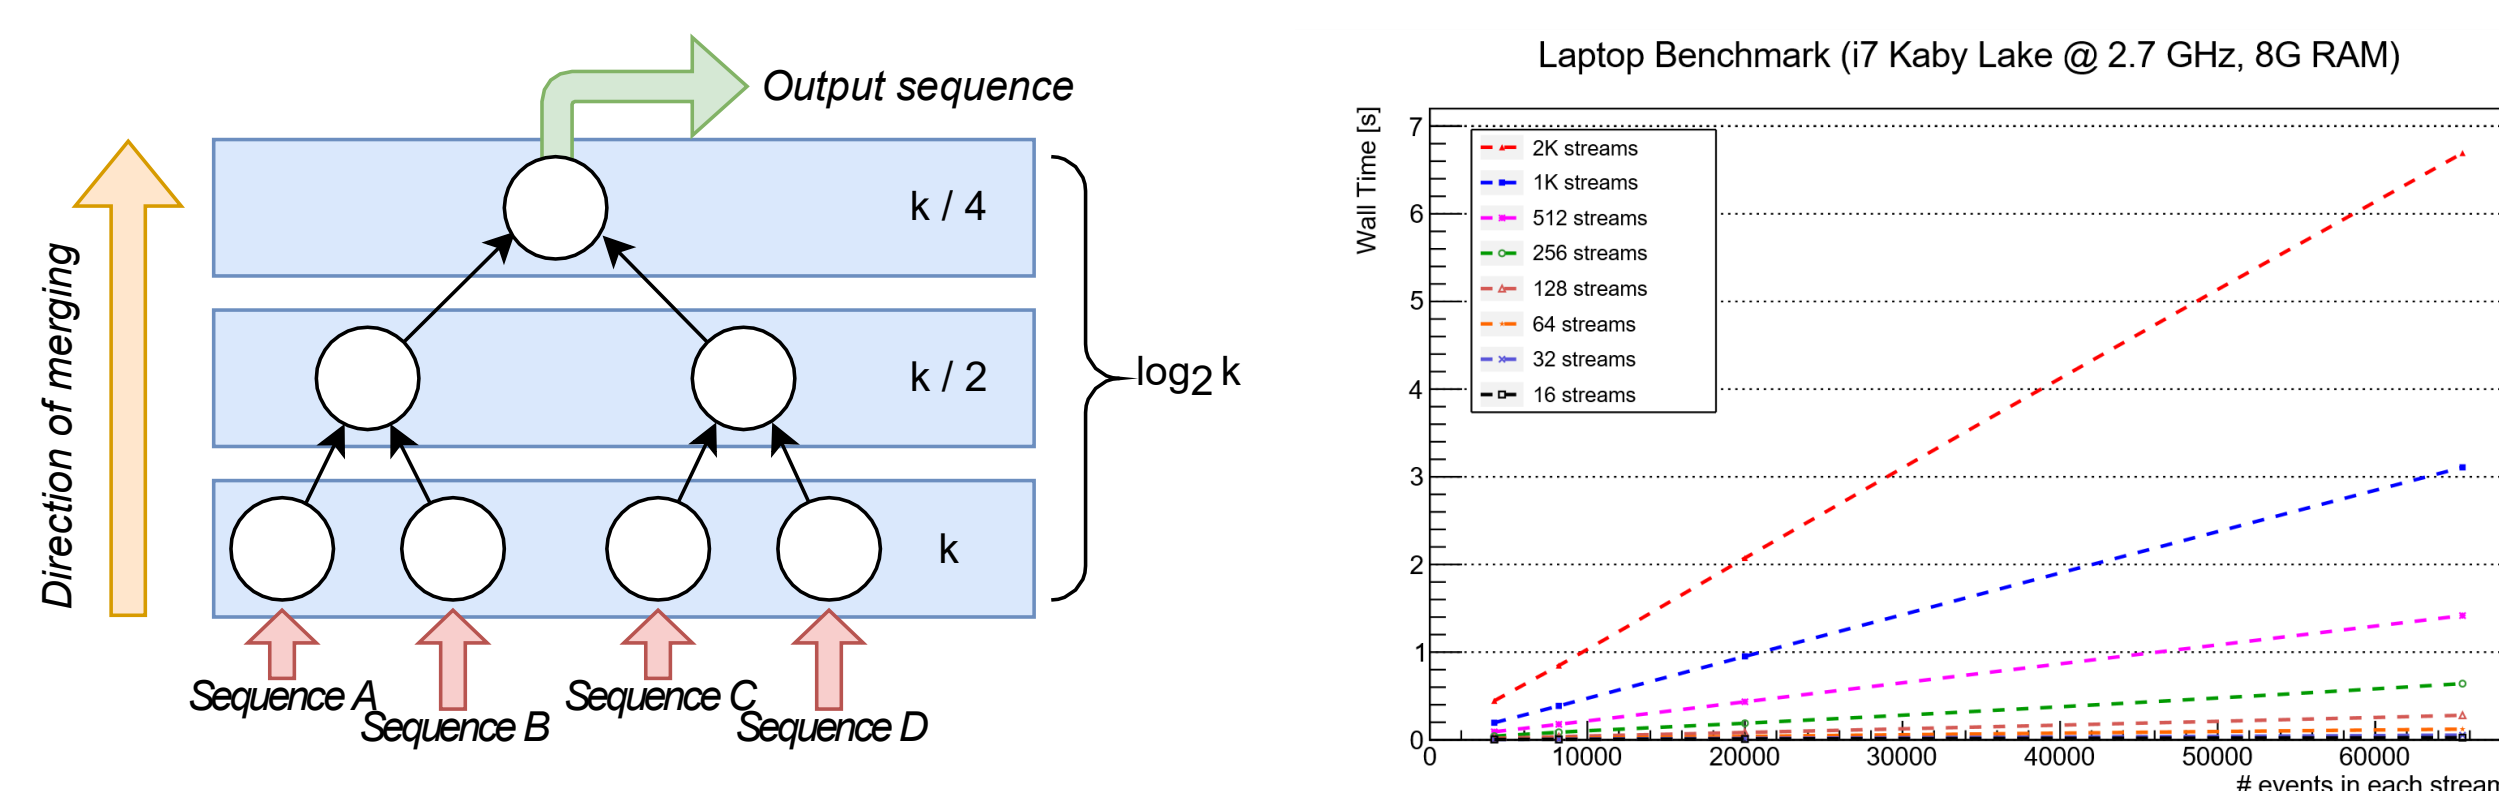 Output sequence
k / 4
k / 2
k
log2 k
Direction of merging
Sequence A
Sequence B
Sequence C
Sequence D
Laptop Benchmark (i7 Kaby Lake @ 2.7 GHz, 8G RAM)
Wall Time [s]
7
6
5
4
3
2
1
0
2K streams
1K streams
512 streams
256 streams
128 streams
64 streams
32 streams
16 streams
0 10000 20000 30000 40000 50000 60000
# events in each stream